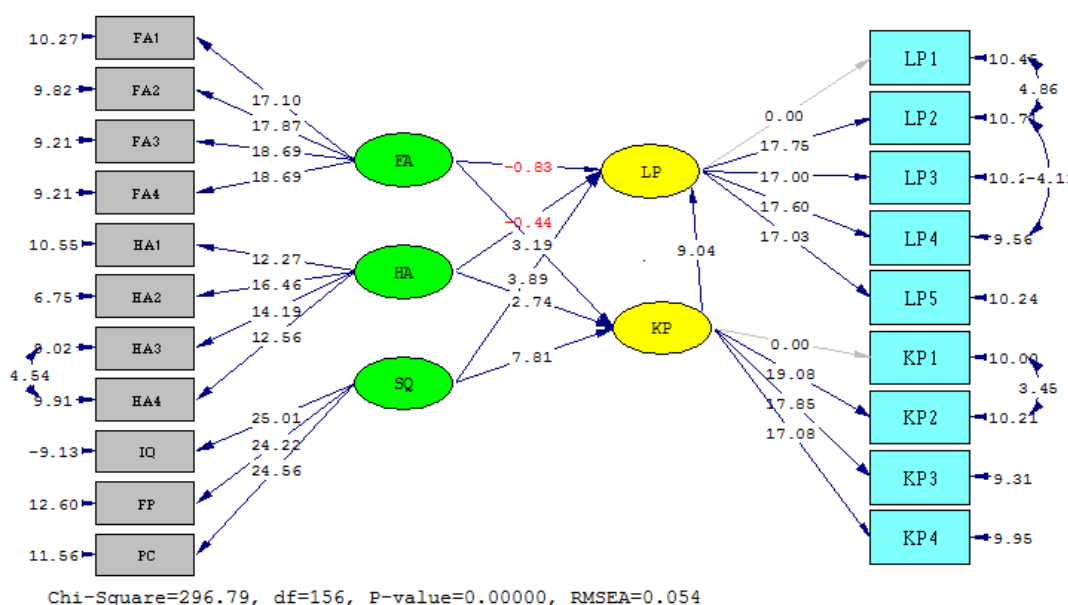 10.27 FA1
9.82 FA2
9.21 FA3
9.21 FA4
10.55 HA1
6.75 HA2
HA3
4.54
9.91 HA4
-9.13 IQ
12.60 FP
11.56 PC
17.10
17.87
18.69
18.69
12.27
16.46
14.19
12.56
25.01
24.22
24.56
FA
HA
SQ
-0.83
-0.44
3.19
3.89
2.74
7.81
9.04
LP
KP
0.00
17.75
17.00
17.60
17.03
0.00
19.08
17.85
17.08
LP1 10.45
4.86
LP2 10.71
LP3
LP4 9.56
LP5 10.24
KP1 10.00
3.45
KP2 10.21
KP3 9.31
KP4 9.95
Chi-Square=296.79, df=156, P-value=0.00000, RMSEA=0.054